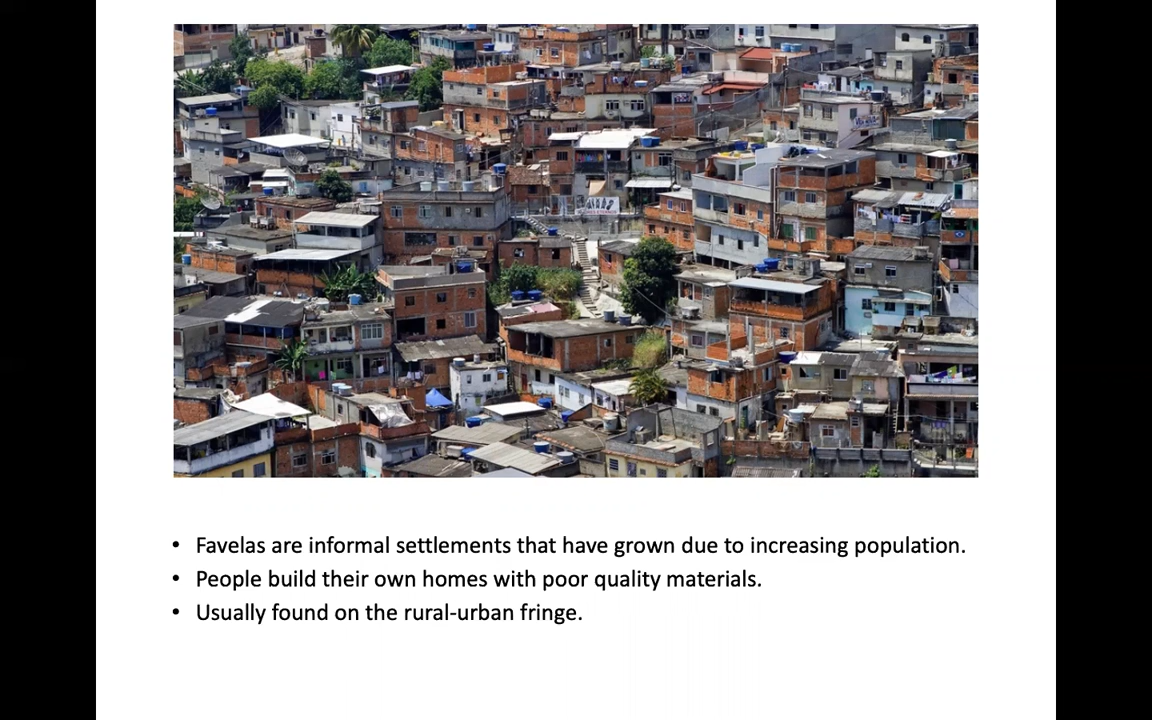 • Favelas are informal settlements that have grown due to increasing population.
• People build their own homes with poor quality materials.
• Usually found on the rural-urban fringe.